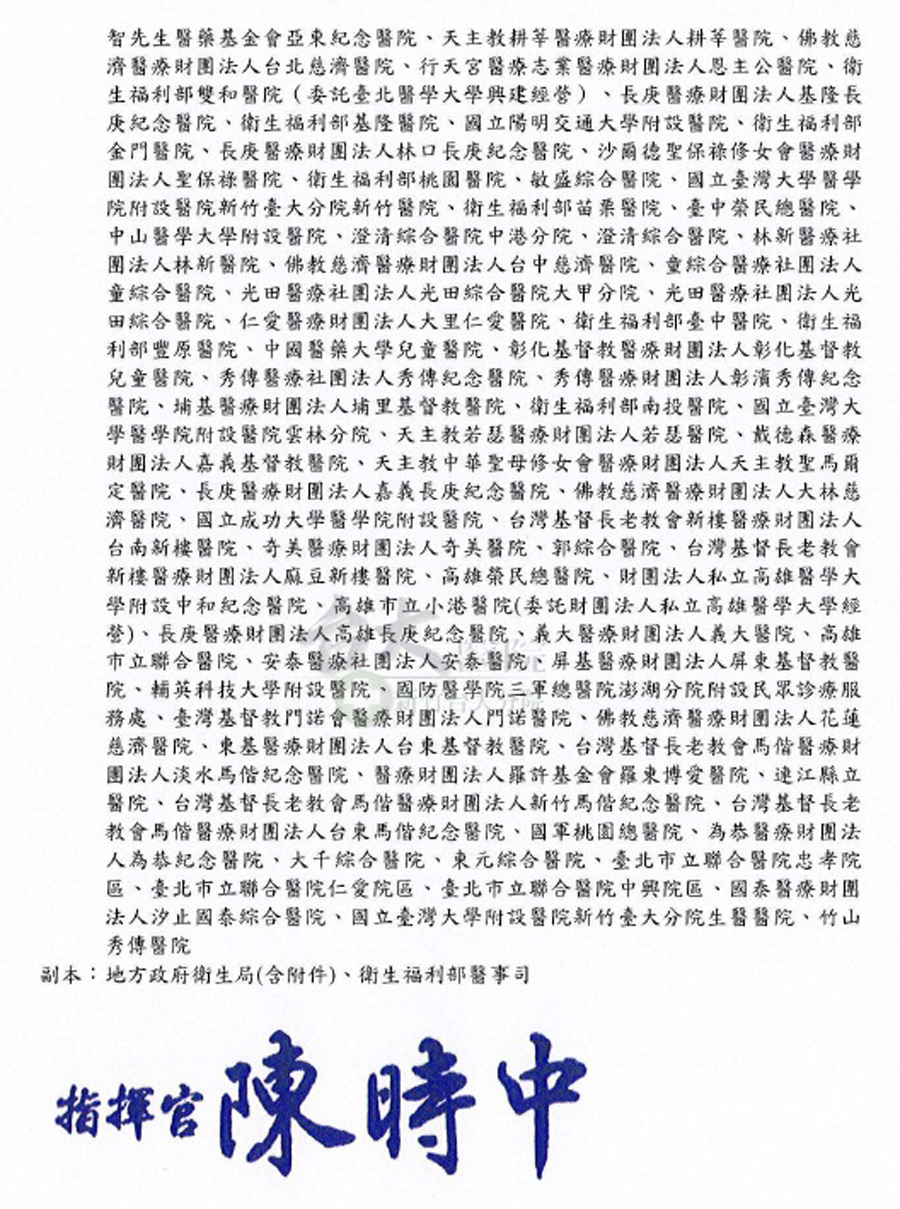 智先生醫藥基金會亞東紀念醫院、天主教耕莘醫療財團法人耕莘醫院、佛教慈
濟醫療財團法人台北慈濟醫院、行天宮醫療志業醫療財團法人恩主公醫院、衛
生福利部雙和醫院（委託臺北醫學大學興建經營）、長庚醫療財團法人基隆長
庚紀念醫院、衛生福利部基隆醫院、國立陽明交通大學附設醫院、衛生福利部
金門醫院、長庚醫療財團法人林口長庚紀念醫院、沙爾德聖保祿修女會醫療財
團法人聖保祿醫院、衛生福利部桃園醫院、敏盛綜合醫院、國立臺灣大學醫學
院附設醫院新竹臺大分院新竹醫院、衛生福利部苗栗醫院、臺中榮民總醫院、
中山醫學大學附設醫院、澄清綜合醫院中港分院、澄清綜合醫院、林新醫療社
團法人林新醫院、佛教慈濟醫療財團法人台中慈濟醫院、童綜合醫療社團法人
童綜合醫院、光田醫療社團法人光田綜合醫院大甲分院、光田醫療社團法人光
田綜合醫院、仁愛醫療財團法人大里仁愛醫院、衛生福利部臺中醫院、衛生福
利部豐原醫院、中國醫藥大學兒童醫院、彰化基督教醫療財團法人彰化基督教
兒童醫院、秀傳醫療社團法人秀傳紀念醫院、秀傳醫療財團法人彰濱秀傳紀念
醫院、埔基醫療財團法人埔里基督教醫院、衛生福利部南投醫院、國立臺灣大
學醫學院附設醫院雲林分院、天主教若瑟醫療財團法人若瑟醫院、戴德森醫療
財團法人嘉義基督教醫院、天主教中華聖母修女會醫療財團法人天主教聖馬爾
定醫院、長庚醫療財團法人嘉義長庚紀念醫院、佛教慈濟醫療財團法人大林慈
濟醫院、國立成功大學醫學院附設醫院、台灣基督長老教會新樓醫療財團法人
台南新樓醫院、奇美醫療財團法人奇美醫院、郭綜合醫院、台灣基督長老教會
新樓醫療財團法人麻豆新樓醫院、高雄榮民總醫院、財團法人私立高雄醫學大
學附設中和紀念醫院、高雄市立小港醫院(委託財團法人私立高雄醫學大學經
營)、長庚醫療財團法人高雄長庚紀念醫院、義大醫療財團法人義大醫院、高雄
市立聯合醫院、安泰醫療社團法人安泰醫院、屏基醫療財團法人屏東基督教醫
院、輔英科技大學附設醫院、國防醫學院三軍總醫院澎湖分院附設民眾診療服
務處、臺灣基督教門諾會醫療財團法人門諾醫院、佛教慈濟醫療財團法人花蓮
慈濟醫院、東基醫療財團法人台東基督教醫院、台灣基督長老教會馬偕醫療財
團法人淡水馬偕紀念醫院、醫療財團法人羅許基金會羅東博愛醫院、連江縣立
醫院、台灣基督長老教會馬偕醫療財團法人新竹馬偕紀念醫院、台灣基督長老
教會馬偕醫療財團法人台東馬偕紀念醫院、國軍桃園總醫院、為恭醫療財團法
人為恭紀念醫院、大千綜合醫院、東元綜合醫院、臺北市立聯合醫院忠孝院
區、臺北市立聯合醫院仁愛院區、臺北市立聯合醫院中興院區、國泰醫療財團
法人汐止國泰綜合醫院、國立臺灣大學附設醫院新竹臺大分院生醫醫院、竹山
秀傳醫院
副本：地方政府衛生局(含附件)、衛生福利部醫事司
指揮官 陳時中